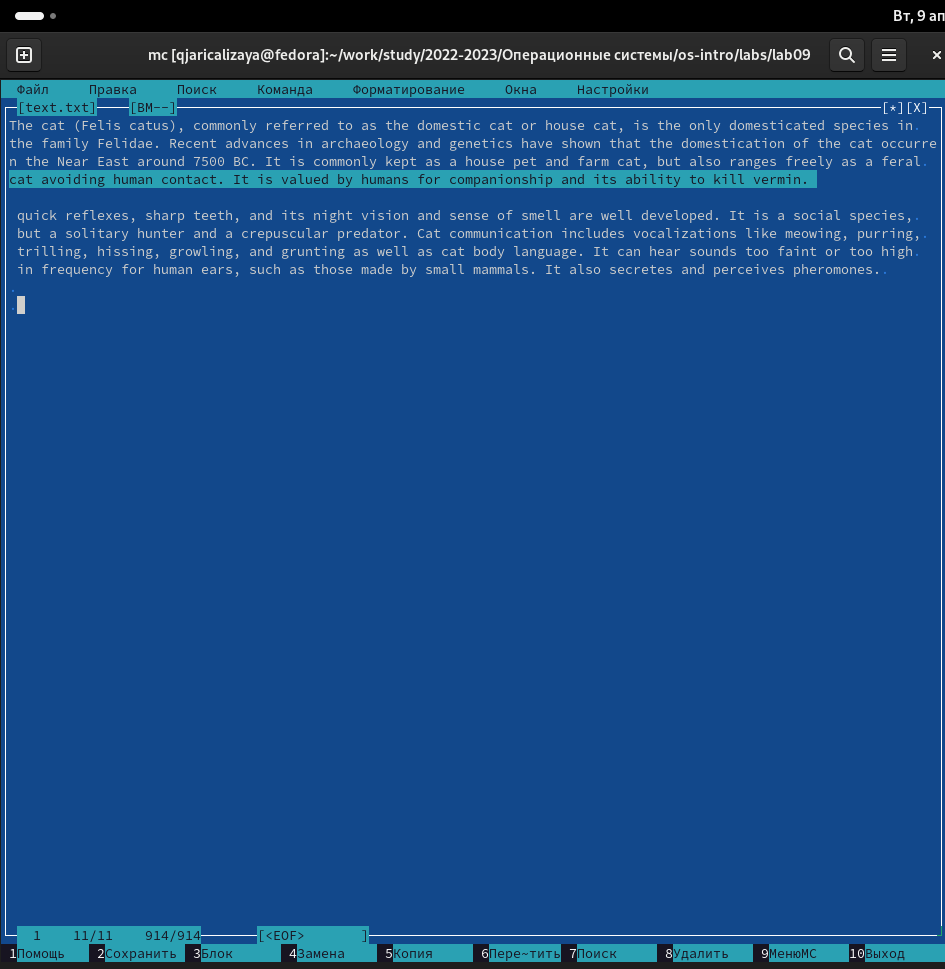 Вт, 9 ап
mc [qjaricalizaya@fedora]:~/work/study/2022-2023/Операционные системы/os-intro/labs/lab09
Файл Правка Поиск Команда Форматирование Окна Настройки
[text.txt] [BM--] [*][X]
The cat (Felis catus), commonly referred to as the domestic cat or house cat, is the only domesticated species in.
the family Felidae. Recent advances in archaeology and genetics have shown that the domestication of the cat occurre
n the Near East around 7500 BC. It is commonly kept as a house pet and farm cat, but also ranges freely as a feral.
cat avoiding human contact. It is valued by humans for companionship and its ability to kill vermin.
quick reflexes, sharp teeth, and its night vision and sense of smell are well developed. It is a social species,.
but a solitary hunter and a crepuscular predator. Cat communication includes vocalizations like meowing, purring,.
trilling, hissing, growling, and grunting as well as cat body language. It can hear sounds too faint or too high.
in frequency for human ears, such as those made by small mammals. It also secretes and perceives pheromones..
1 11/11 914/914 [<EOF> ]
1Помощь 2Сохранить 3Блок 4Замена 5Копия 6Пере~тить 7Поиск 8Удалить 9МенюMC 10Выход